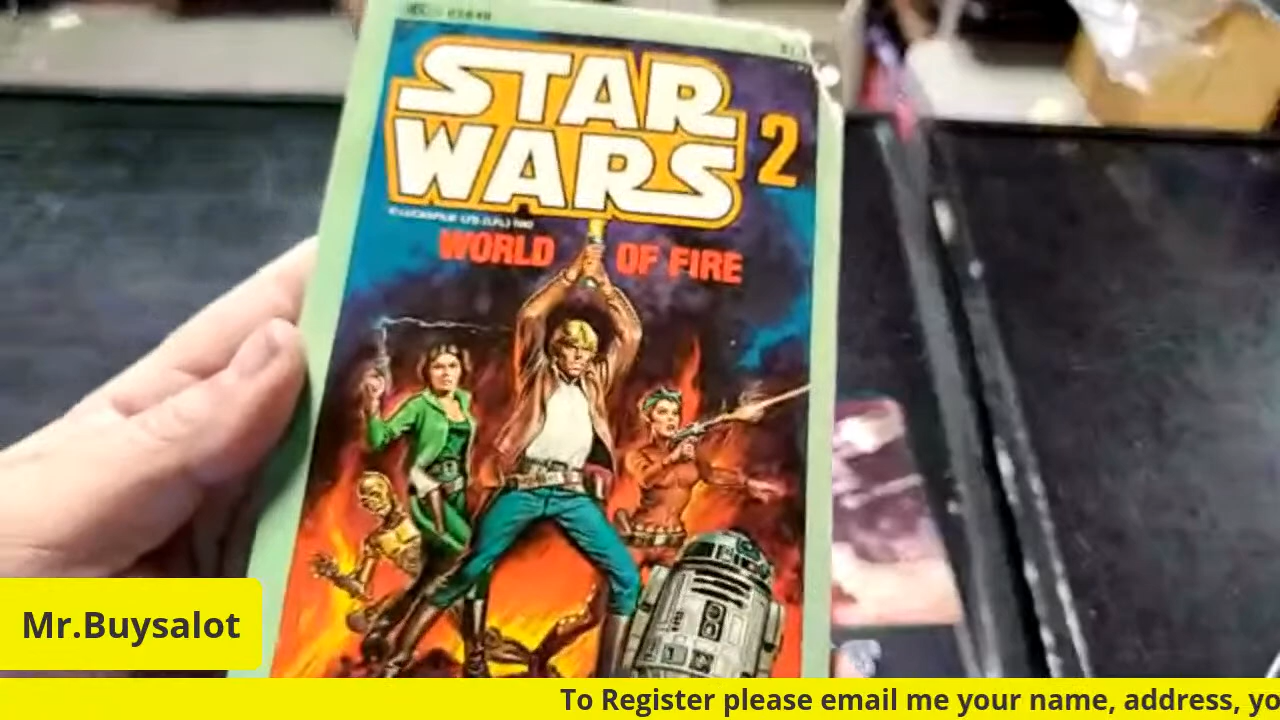 STAR
WARS 2
WORLD OF FIRE
Mr.Buysalot
To Register please email me your name, address, yo